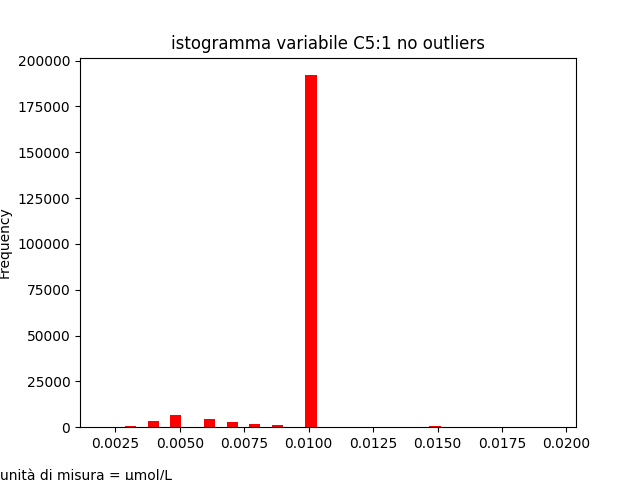 istogramma variabile C5:1 no outliers
200000
175000
150000
125000
100000
75000
50000
25000
0
Frequency
0.0025 0.0050 0.0075 0.0100 0.0125 0.0150 0.0175 0.0200
unità di misura = μmol/L